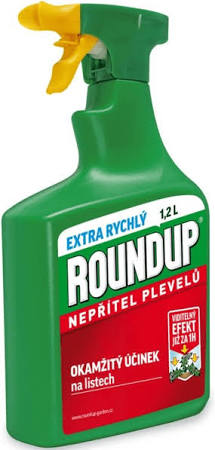 EXTRA RYCHLÝ
1,2 L
ROUNDUP
NEPŘÍTEL PLEVELŮ
OKAMŽITÝ ÚČINEK
na listech
VIDITELNÝ
EFEKT
JIŽ ZA 1H
www.roundup-garden.cz